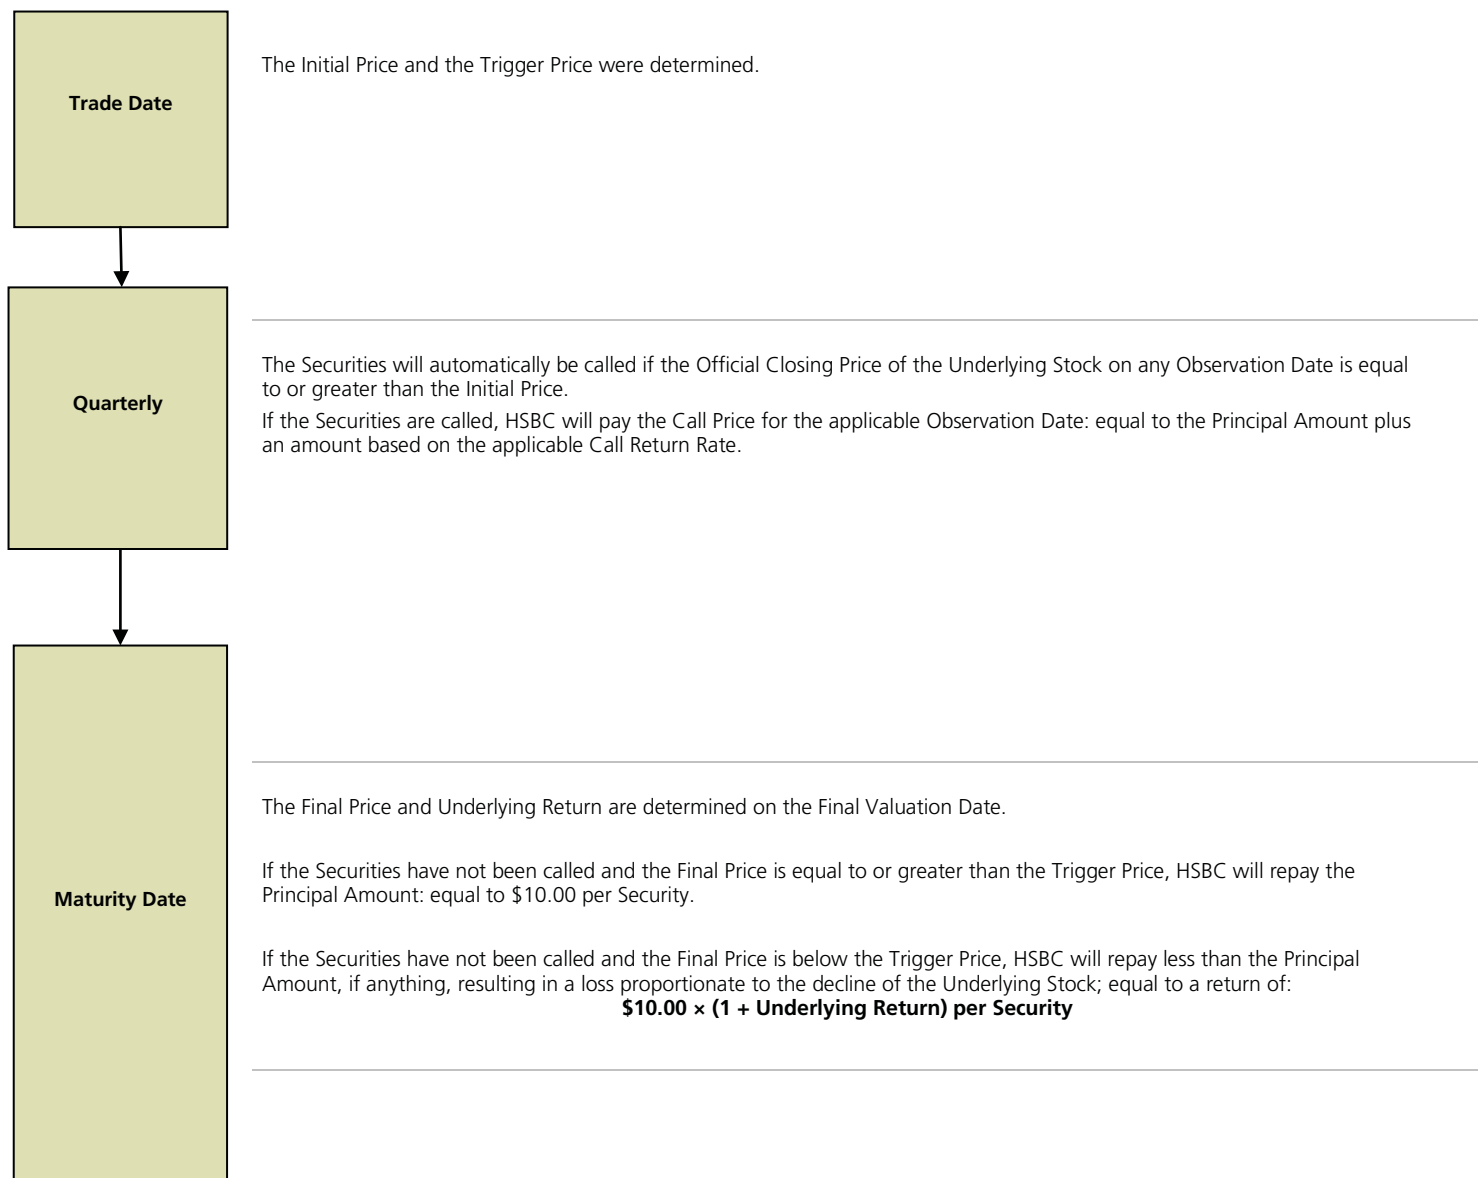 Trade Date
The Initial Price and the Trigger Price were determined.
Quarterly
The Securities will automatically be called if the Official Closing Price of the Underlying Stock on any Observation Date is equal
to or greater than the Initial Price.
If the Securities are called, HSBC will pay the Call Price for the applicable Observation Date: equal to the Principal Amount plus
an amount based on the applicable Call Return Rate.
Maturity Date
The Final Price and Underlying Return are determined on the Final Valuation Date.
If the Securities have not been called and the Final Price is equal to or greater than the Trigger Price, HSBC will repay the
Principal Amount: equal to $10.00 per Security.
If the Securities have not been called and the Final Price is below the Trigger Price, HSBC will repay less than the Principal
Amount, if anything, resulting in a loss proportionate to the decline of the Underlying Stock; equal to a return of:
$10.00 × (1 + Underlying Return) per Security